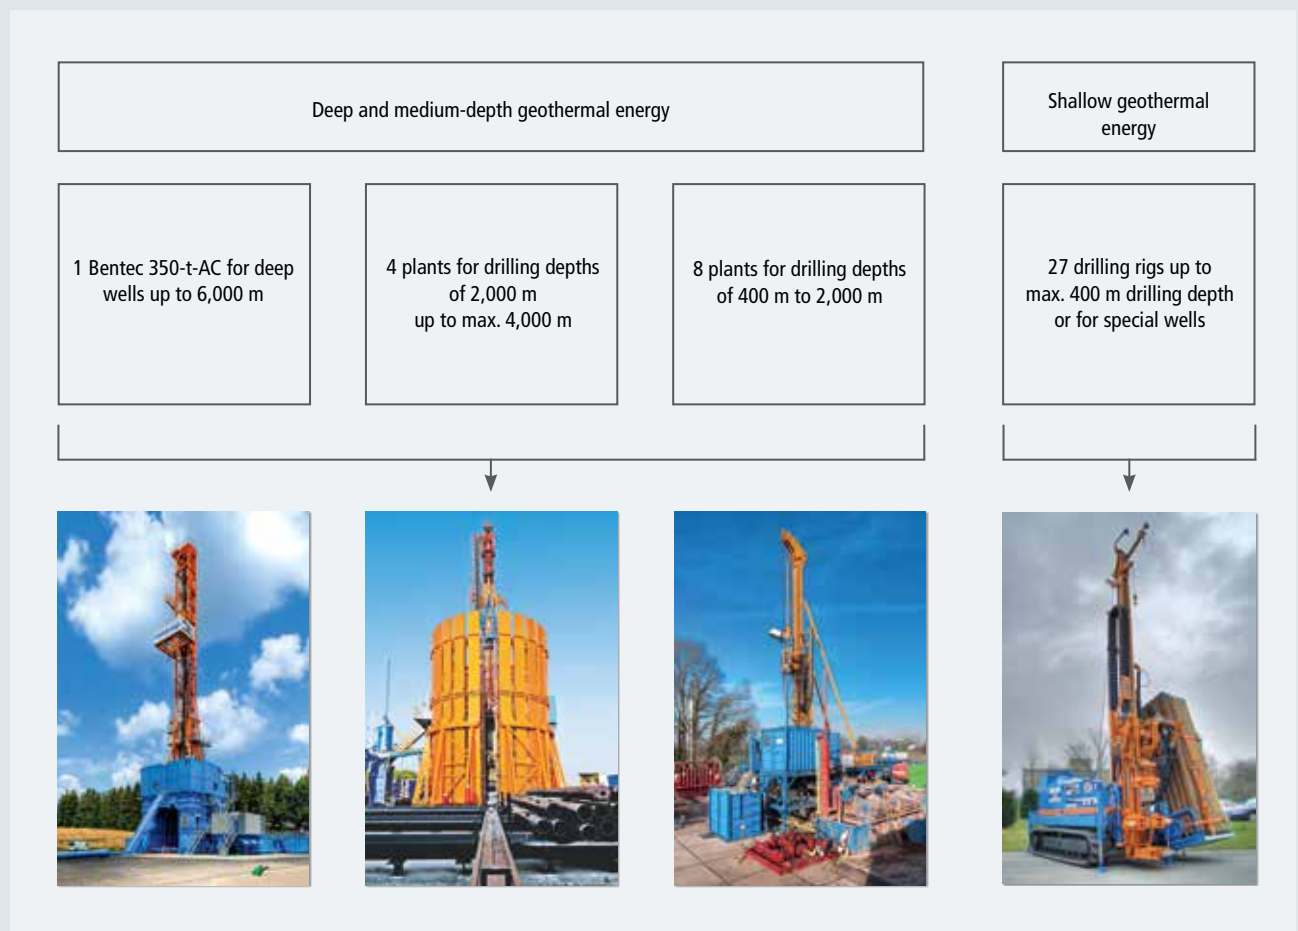 Deep and medium-depth geothermal energy
Shallow geothermal
energy
1 Bentec 350-t-AC for deep
wells up to 6,000 m
4 plants for drilling depths
of 2,000 m
up to max. 4,000 m
8 plants for drilling depths
of 400 m to 2,000 m
27 drilling rigs up to
max. 400 m drilling depth
or for special wells